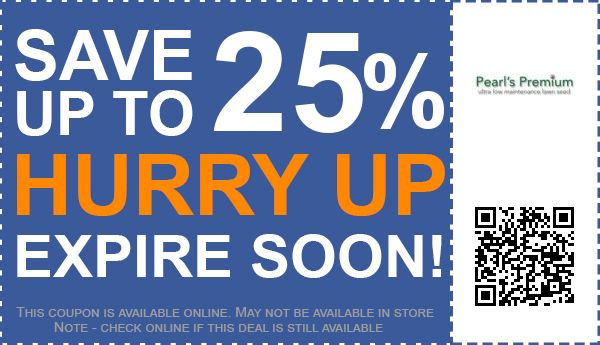 SAVE
UP TO 25%
HURRY UP
EXPIRE SOON!
THIS COUPON IS AVAILABLE ONLINE. MAY NOT BE AVAILABLE IN STORE
NOTE - CHECK ONLINE IF THIS DEAL IS STILL AVAILABLE
Pearl's Premium
ultra low maintenance lawn seed